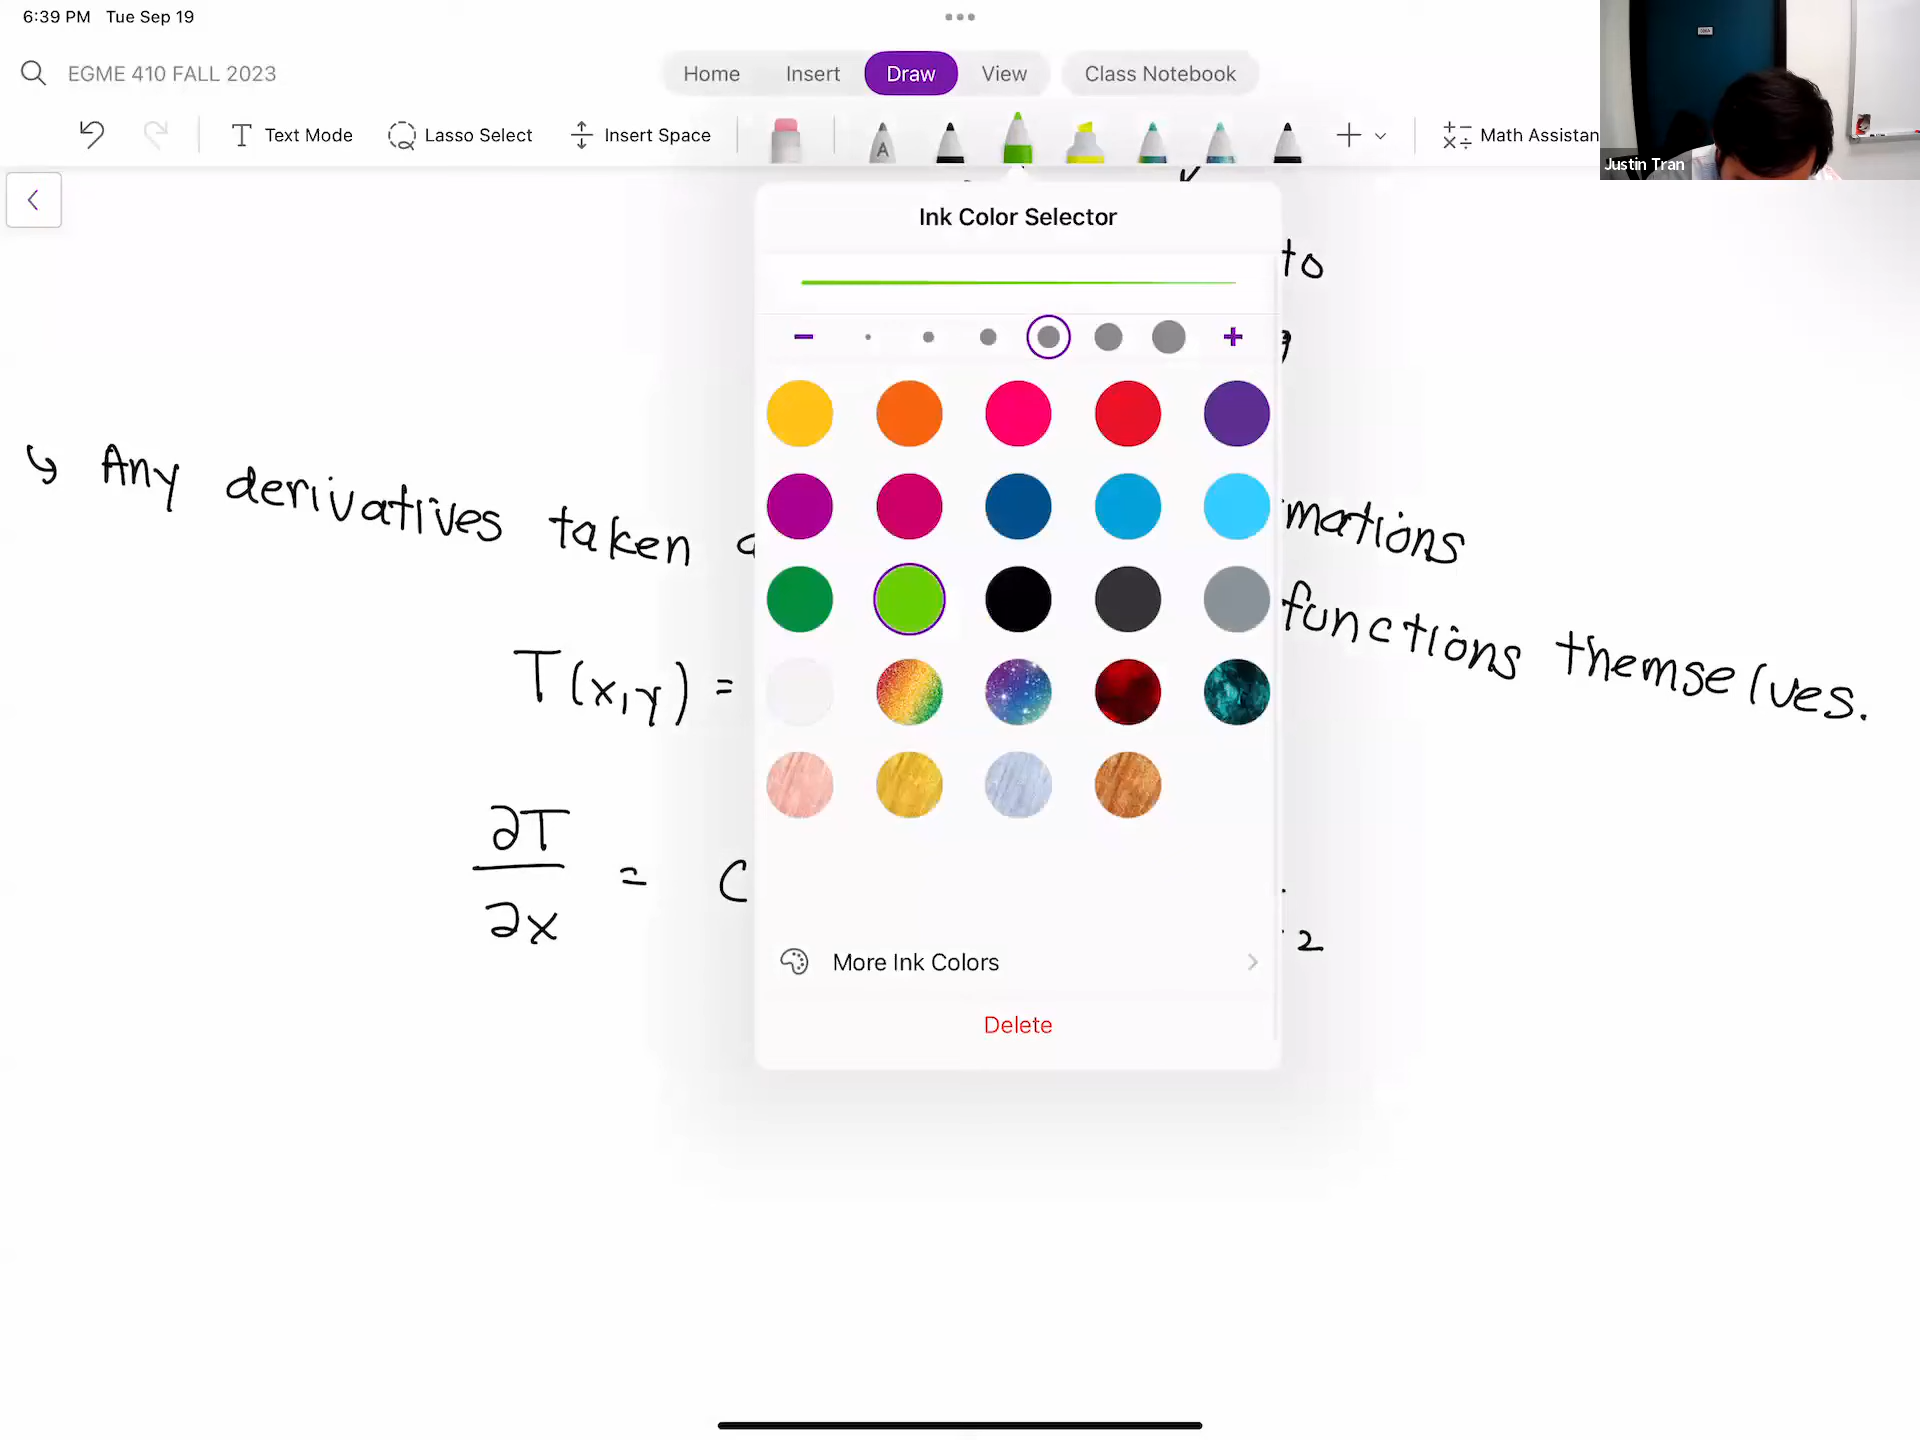 6:39 PM Tue Sep 19
EGME 410 FALL 2023
Home Insert Draw View Class Notebook
Text Mode Lasso Select Insert Space A Math Assistan
Justin Tran
Ink Color Selector
to
↳ Any derivatives taken
mations
functions themselves.
T(x,y) =
∂T/∂x = C
2
More Ink Colors
Delete